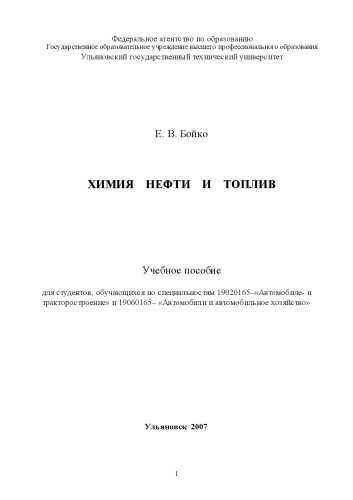 Федеральное агентство по образованию
Государственное образовательное учреждение высшего профессионального образования
Ульяновский государственный технический университет
Е. В. Бойко
ХИМИЯ НЕФТИ И ТОПЛИВ
Учебное пособие
для студентов, обучающихся по специальностям 19020165–«Автомобиле- и
тракторостроение» и 19060165– «Автомобили и автомобильное хозяйство»
Ульяновск 2007
1